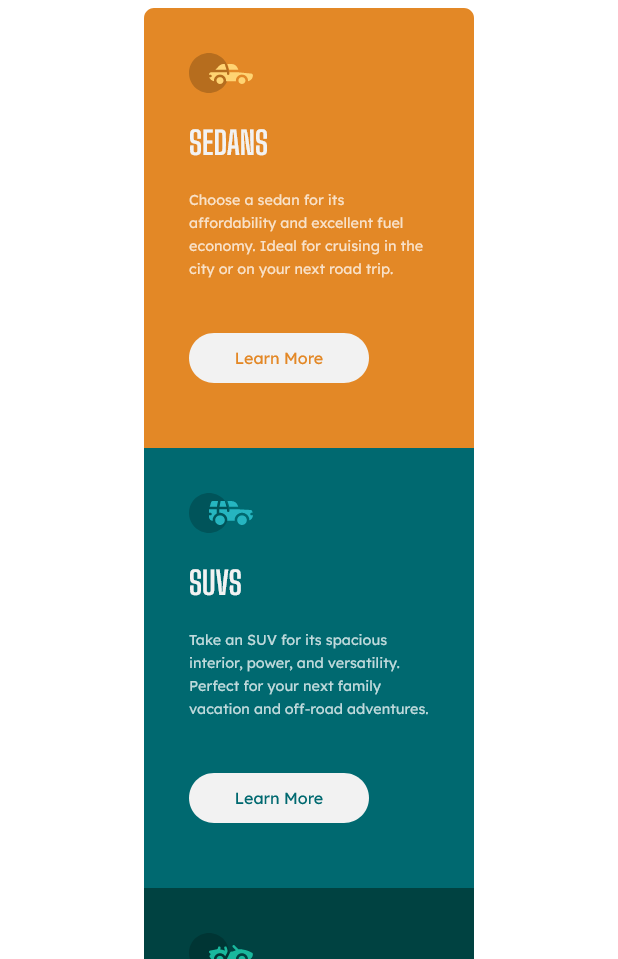 SEDANS
Choose a sedan for its
affordability and excellent fuel
economy. Ideal for cruising in the
city or on your next road trip.
Learn More
SUVS
Take an SUV for its spacious
interior, power, and versatility.
Perfect for your next family
vacation and off-road adventures.
Learn More